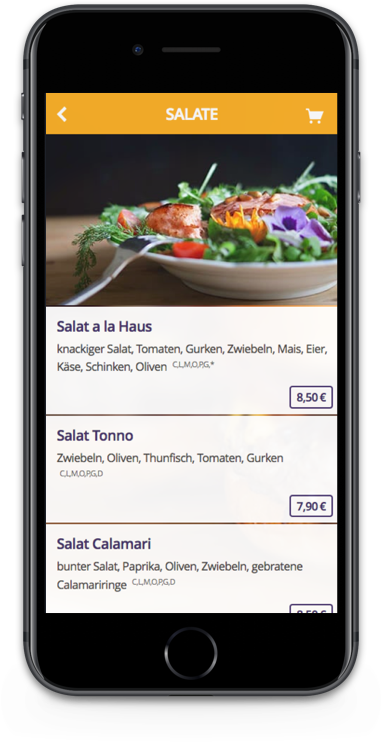 SALATE
Salat a la Haus
knackiger Salat, Tomaten, Gurken, Zwiebeln, Mais, Eier,
Käse, Schinken, Oliven C,L,M,O,P,G,*
8,50 €
Salat Tonno
Zwiebeln, Oliven, Thunfisch, Tomaten, Gurken
C,L,M,O,P,G,D
7,90 €
Salat Calamari
bunter Salat, Paprika, Oliven, Zwiebeln, gebratene
Calamariringe C,L,M,O,P,G,D